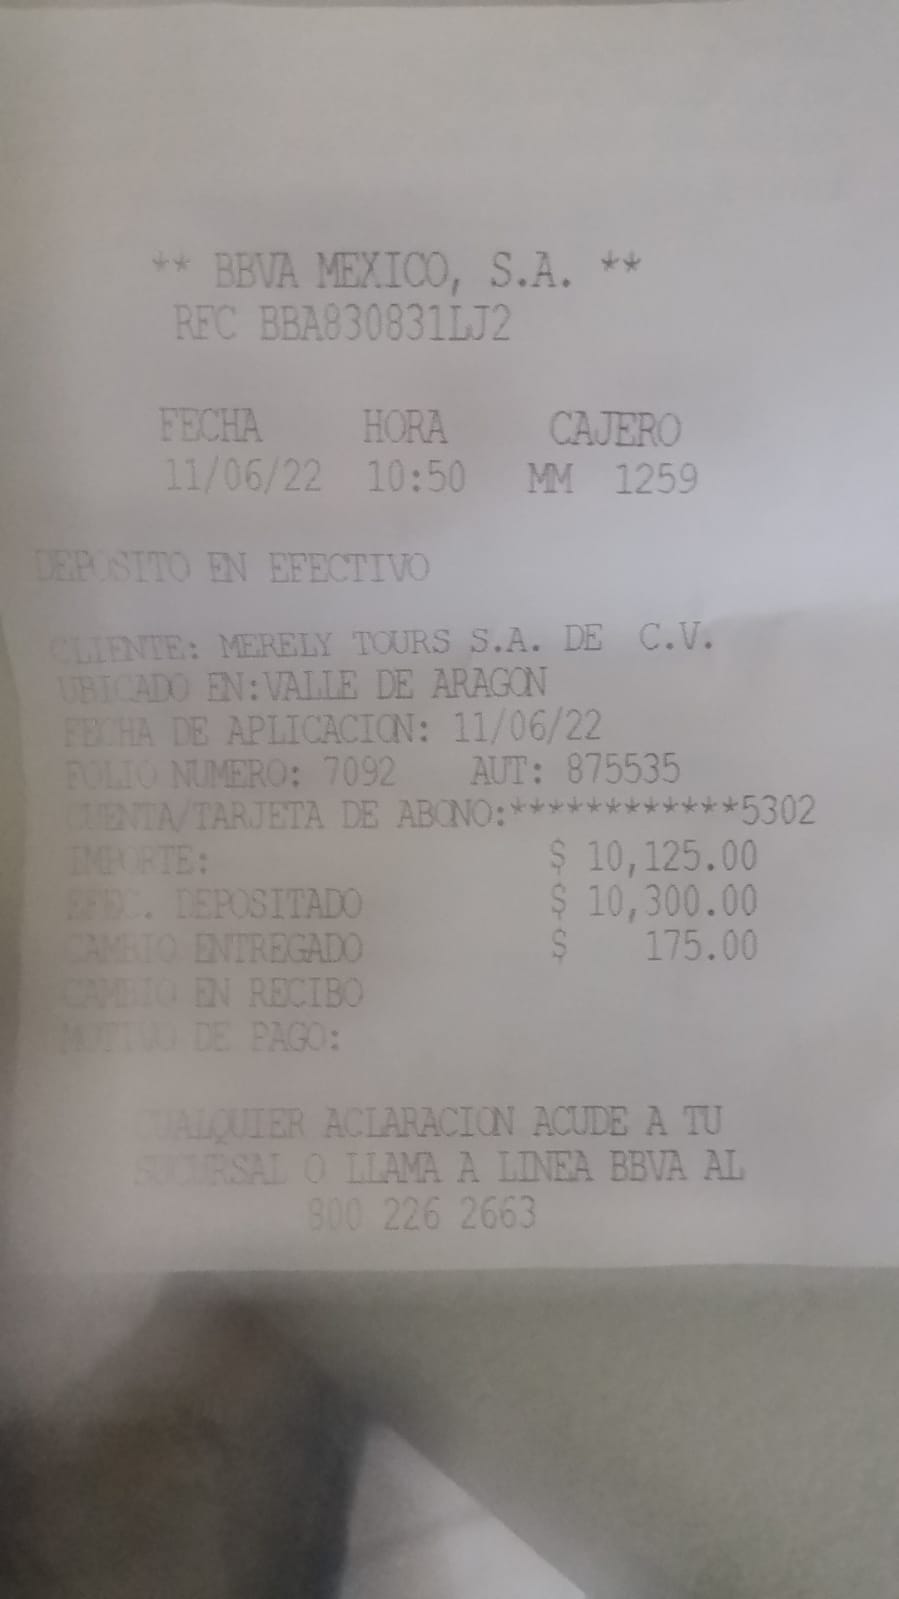 ** BBVA MEXICO, S.A. **
RFC BBA830831LJ2
FECHA HORA CAJERO
11/06/22 10:50 MM 1259
DEPOSITO EN EFECTIVO
CLIENTE: MERELY TOURS S.A. DE C.V.
UBICADO EN:VALLE DE ARAGON
FECHA DE APLICACION: 11/06/22
FOLIO NUMERO: 7092 AUT: 875535
CUENTA/TARJETA DE ABONO:************5302
IMPORTE: $ 10,125.00
EFEC. DEPOSITADO $ 10,300.00
CAMBIO ENTREGADO $ 175.00
CAMBIO EN RECIBO
MOTIVO DE PAGO:
CUALQUIER ACLARACION ACUDE A TU
SUCURSAL O LLAMA A LINEA BBVA AL
800 226 2663